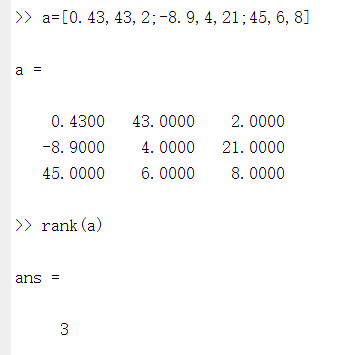 >> a=[0.43,43,2;-8.9,4,21;45,6,8]
a =
0.4300 43.0000 2.0000
-8.9000 4.0000 21.0000
45.0000 6.0000 8.0000
>> rank(a)
ans =
3